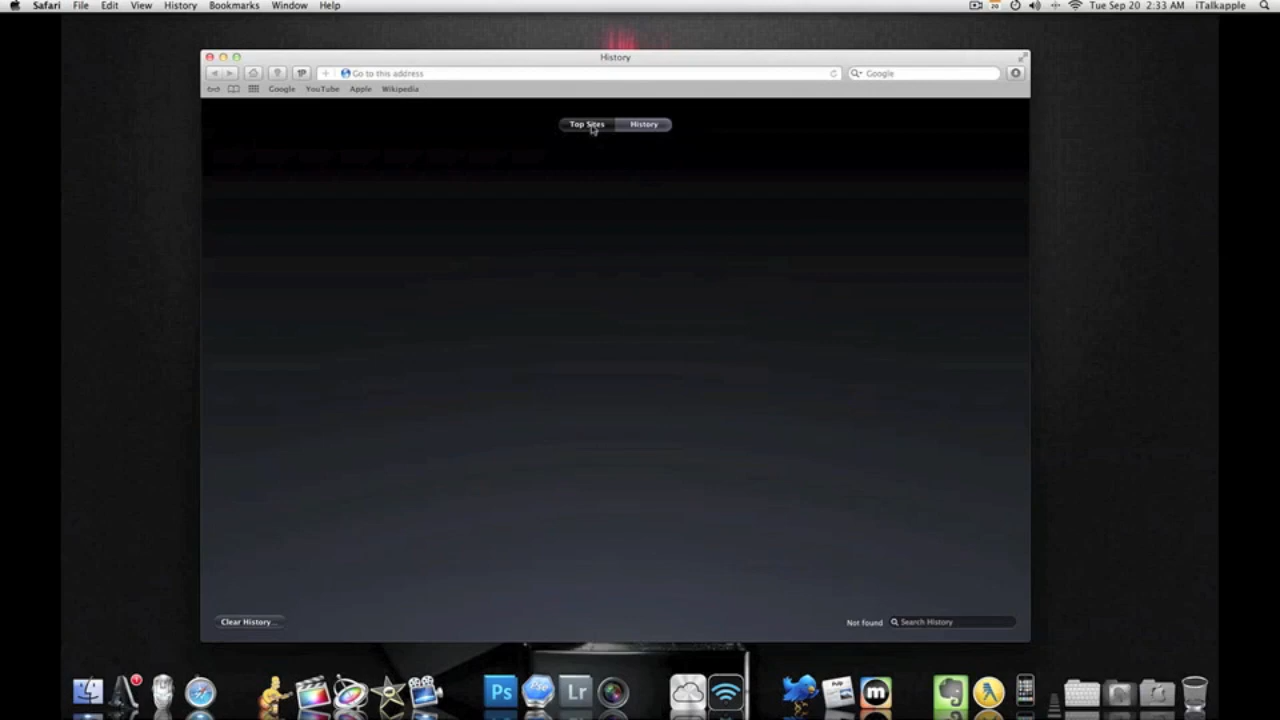 Safari File Edit View History Bookmarks Window Help
Tue Sep 20 2:33 AM iTalkapple
History
Go to this address
Google
Google YouTube Apple Wikipedia
Top Sites History
Clear History...
Not found Search History
Ps
Lr
m